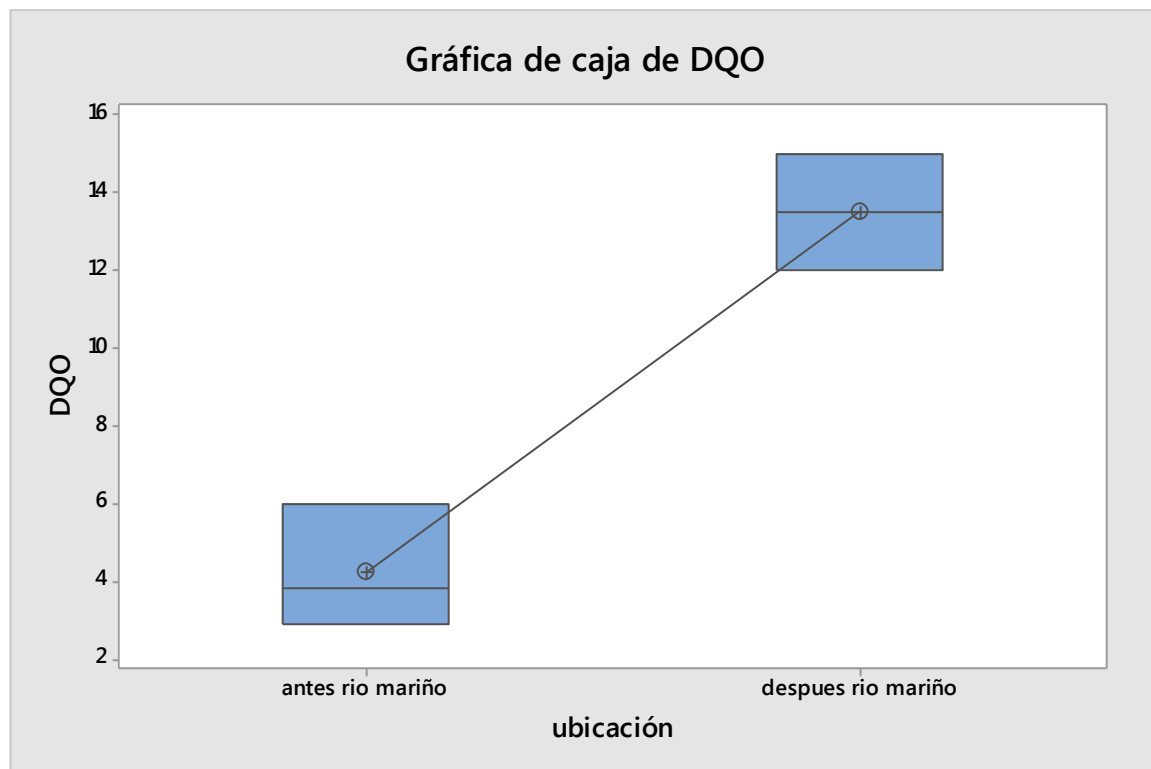 Gráfica de caja de DQO
16
14
12
10
8
6
4
2
DQO
antes rio mariño
despues rio mariño
ubicación